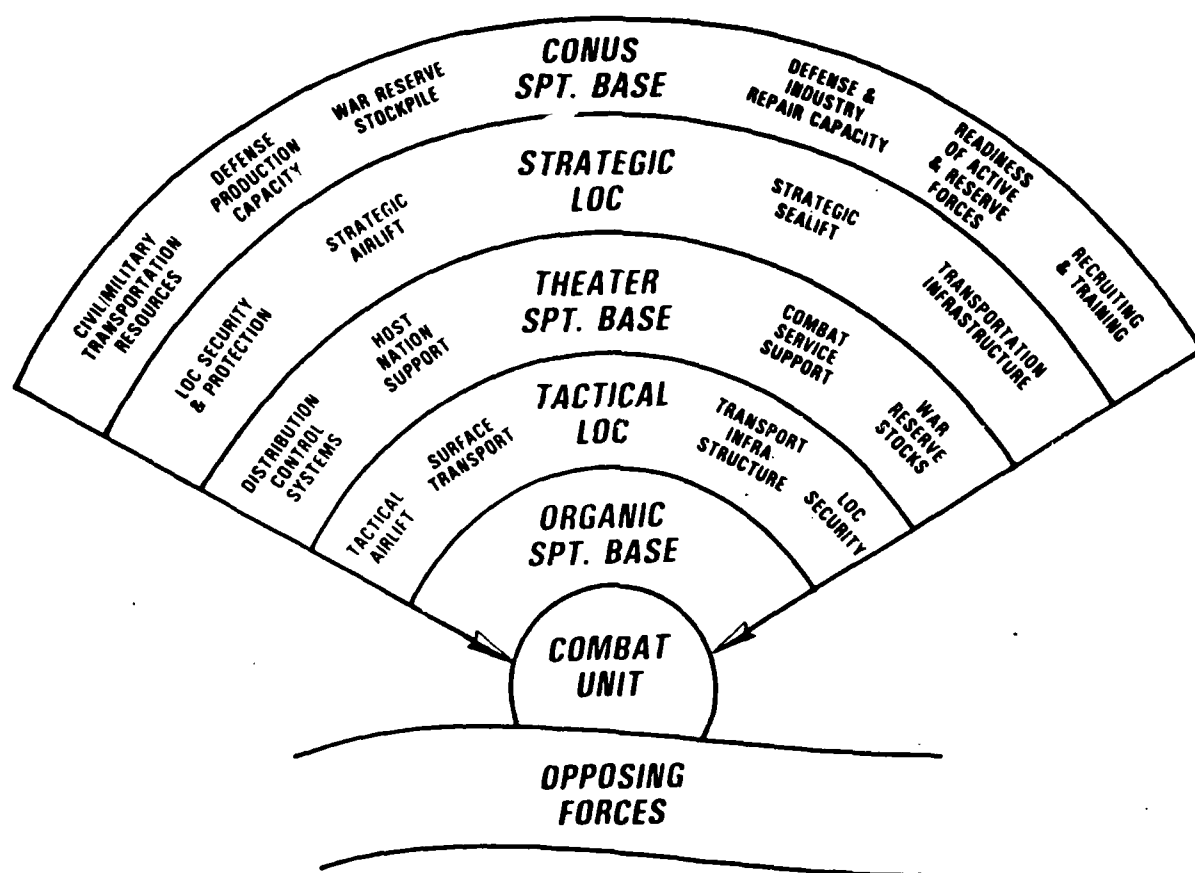 CONUS
SPT. BASE
CIVIL/MILITARY
TRANSPORTATION
RESOURCES
DEFENSE
PRODUCTION
CAPACITY
WAR RESERVE
STOCKPILE
DEFENSE &
INDUSTRY
REPAIR CAPACITY
READINESS
OF ACTIVE
& RESERVE
FORCES
RECRUITING
& TRAINING
STRATEGIC
LOC
LOC SECURITY
& PROTECTION
STRATEGIC
AIRLIFT
STRATEGIC
SEALIFT
TRANSPORTATION
INFRASTRUCTURE
THEATER
SPT. BASE
DISTRIBUTION
CONTROL
SYSTEMS
HOST
NATION
SUPPORT
COMBAT
SERVICE
SUPPORT
WAR
RESERVE
STOCKS
TACTICAL
LOC
TACTICAL
AIRLIFT
SURFACE
TRANSPORT
TRANSPORT
INFRA-
STRUCTURE
LOC
SECURITY
ORGANIC
SPT. BASE
COMBAT
UNIT
OPPOSING
FORCES